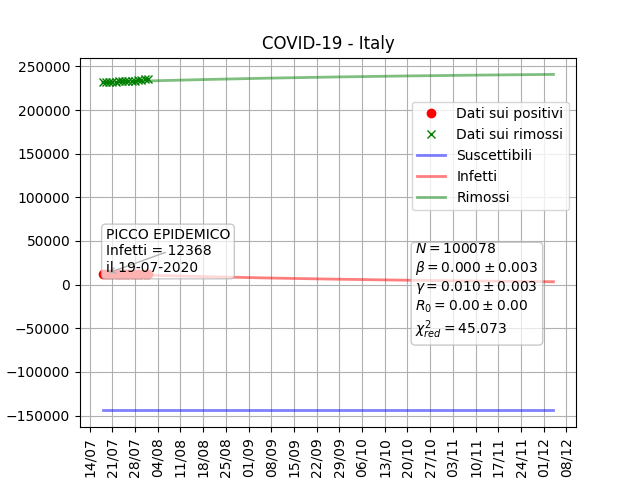 COVID-19 - Italy
250000
200000
150000
100000
50000
0
−50000
−100000
−150000
Dati sui positivi
Dati sui rimossi
Suscettibili
Infetti
Rimossi
PICCO EPIDEMICO
Infetti = 12368
il 19-07-2020
N = 100078
β = 0.000 ± 0.003
γ = 0.010 ± 0.003
R₀ = 0.00 ± 0.00
χ²red = 45.073
14/07
21/07
28/07
04/08
11/08
18/08
25/08
01/09
08/09
15/09
22/09
29/09
06/10
13/10
20/10
27/10
03/11
10/11
17/11
24/11
01/12
08/12